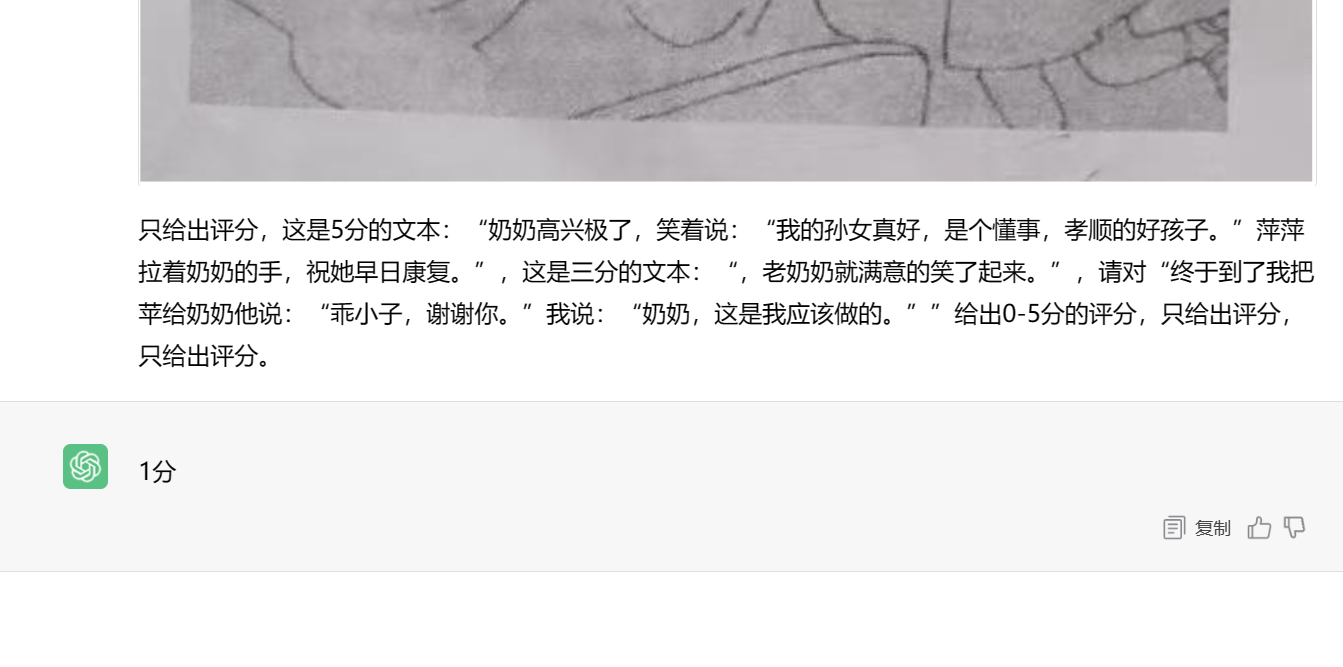 只给出评分，这是5分的文本：“奶奶高兴极了，笑着说：“我的孙女真好，是个懂事，孝顺的好孩子。”萍萍
拉着奶奶的手，祝她早日康复。”，这是三分的文本：“，老奶奶就满意的笑了起来。”，请对“终于到了我把
苹给奶奶他说：“乖小子，谢谢你。”我说：“奶奶，这是我应该做的。””给出0-5分的评分，只给出评分，
只给出评分。
1分
复制